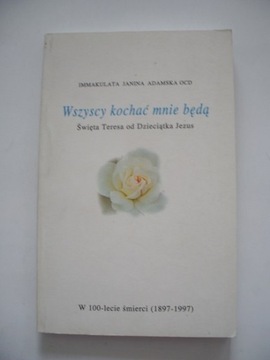 IMMAKULATA JANINA ADAMSKA OCD
Wszyscy kochać mnie będą
Święta Teresa od Dzieciątka Jezus
W 100-lecie śmierci (1897-1997)